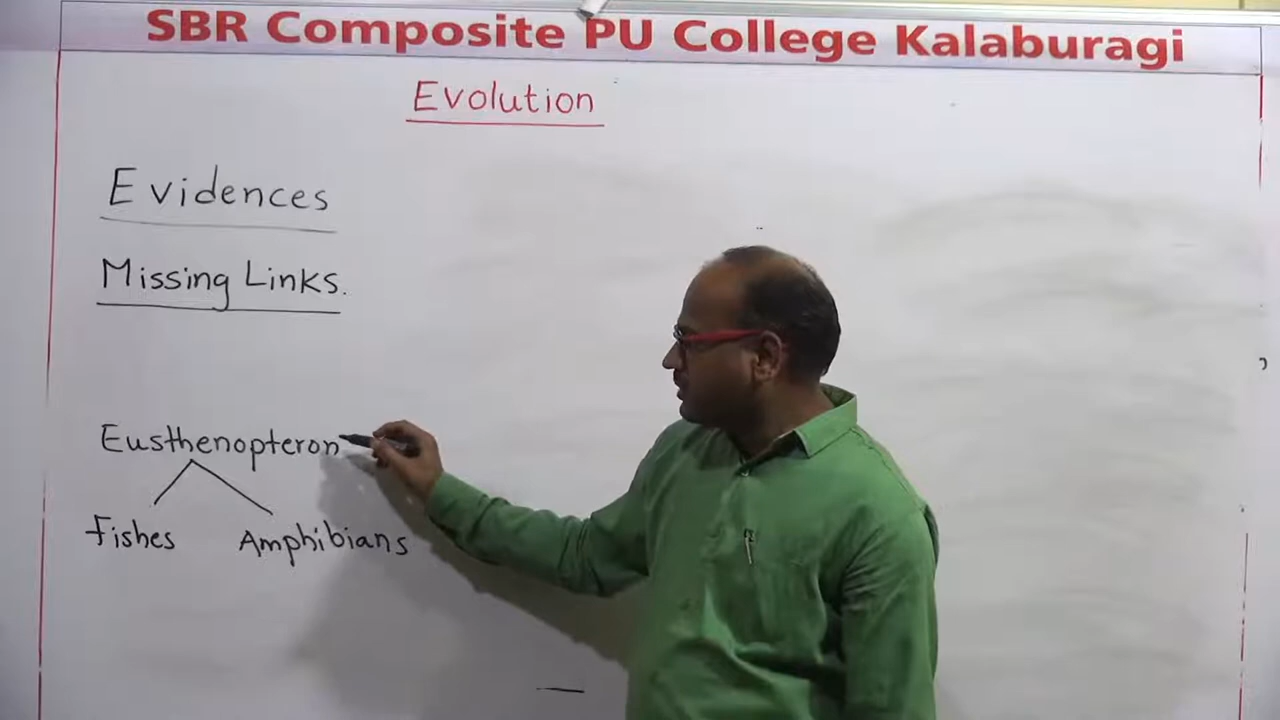 SBR Composite PU College Kalaburagi
Evolution
Evidences
Missing Links.
Eusthenopteron
Fishes Amphibians